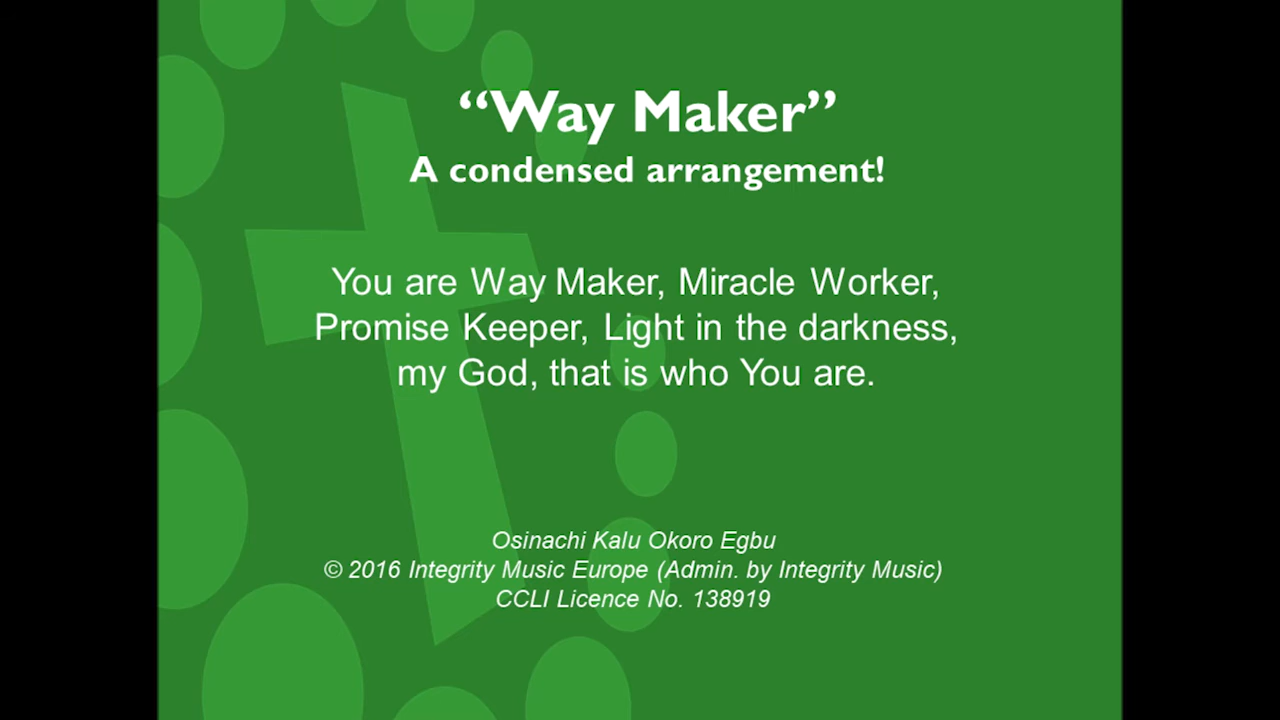 “Way Maker”
A condensed arrangement!
You are Way Maker, Miracle Worker,
Promise Keeper, Light in the darkness,
my God, that is who You are.
Osinachi Kalu Okoro Egbu
© 2016 Integrity Music Europe (Admin. by Integrity Music)
CCLI Licence No. 138919